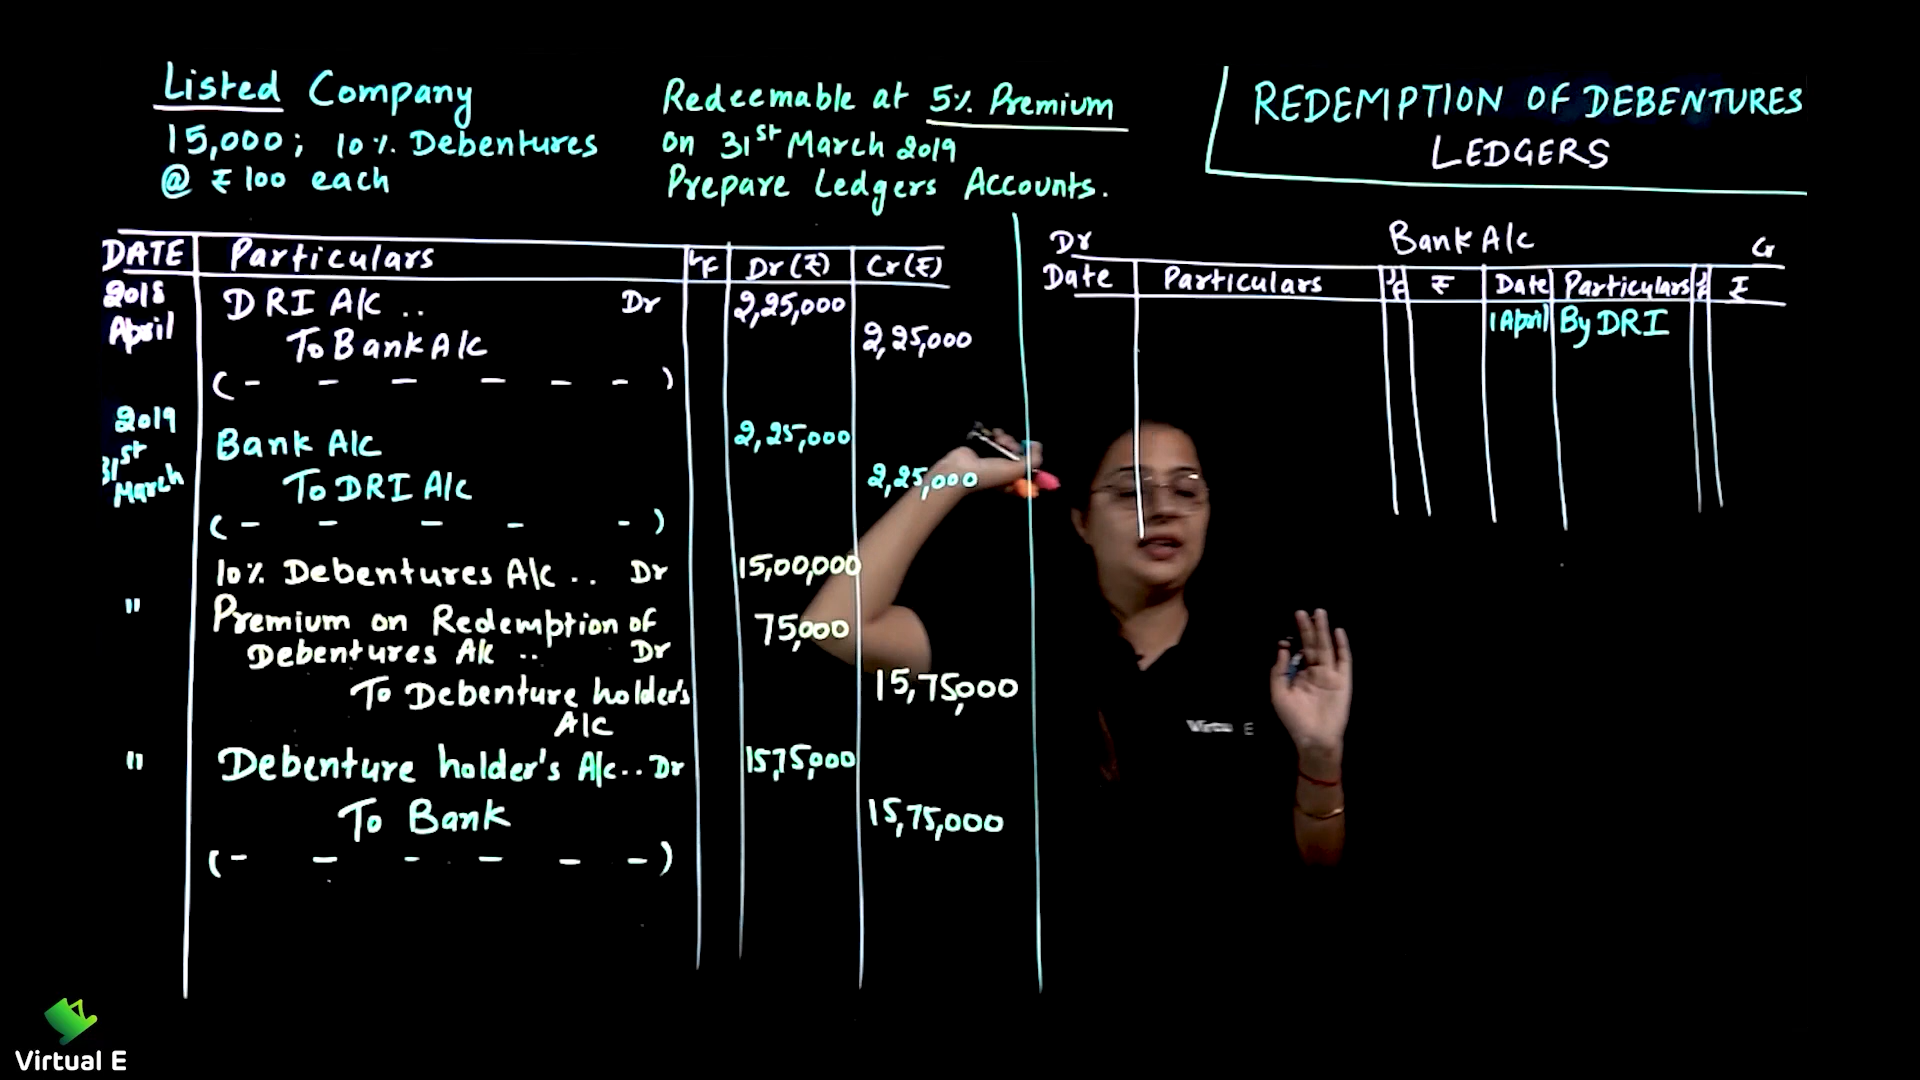 Listed Company
15,000; 10% Debentures
@ ₹100 each
Redeemable at 5% Premium
on 31st March 2019
Prepare Ledgers Accounts.
REDEMPTION OF DEBENTURES
LEDGERS
DATE Particulars LF Dr (₹) Cr (₹)
2018 April DRI A/c .. Dr 2,25,000
To Bank A/c 2,25,000
( - - - - - - )
2019 31st March Bank A/c 2,25,000
To DRI A/c 2,25,000
( - - - - - )
10% Debentures A/c .. Dr 15,00,000
" Premium on Redemption of 75,000
Debentures A/c .. Dr
To Debenture holder's 15,75,000
A/c
" Debenture holder's A/c .. Dr 15,75,000
To Bank 15,75,000
( - - - - - - )
Dr Bank A/c Cr
Date Particulars J/F ₹ Date Particulars J/F ₹
1 April By DRI
Virtu E
Virtual E